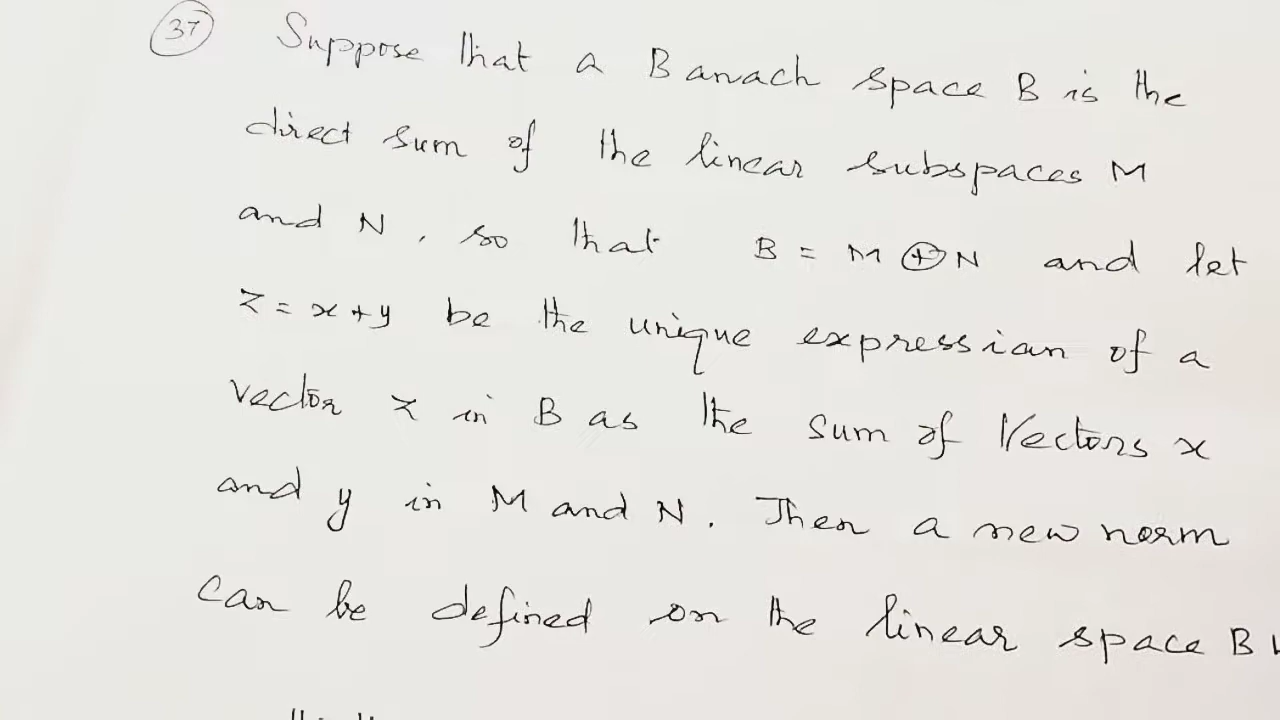 37 Suppose that a Banach space B is the
direct sum of the linear subspaces M
and N, so that B = M ⊕ N and let
z = x + y be the unique expression of a
vector z in B as the sum of Vectors x
and y in M and N. Then a new norm
can be defined on the linear space B